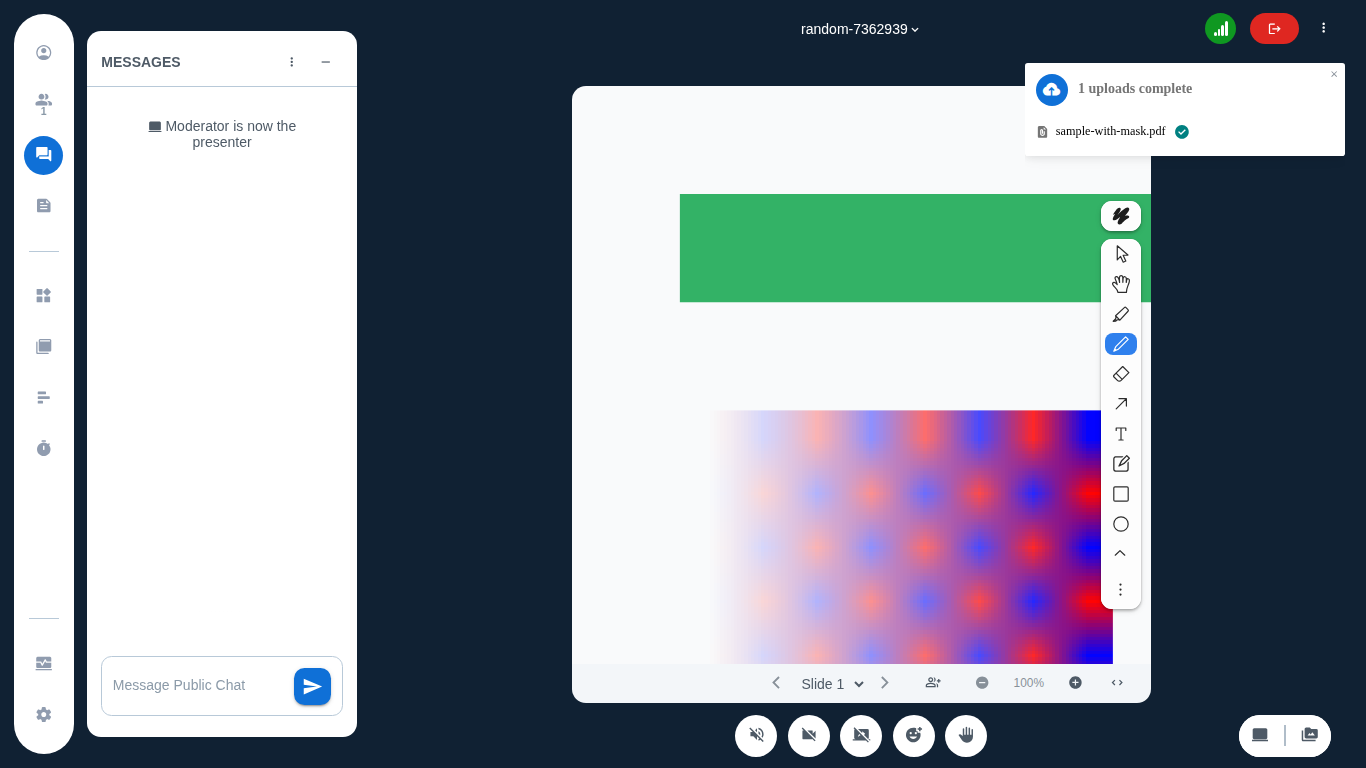 random-7362939
MESSAGES
1
Moderator is now the
presenter
1 uploads complete
sample-with-mask.pdf
Message Public Chat
Slide 1
100%